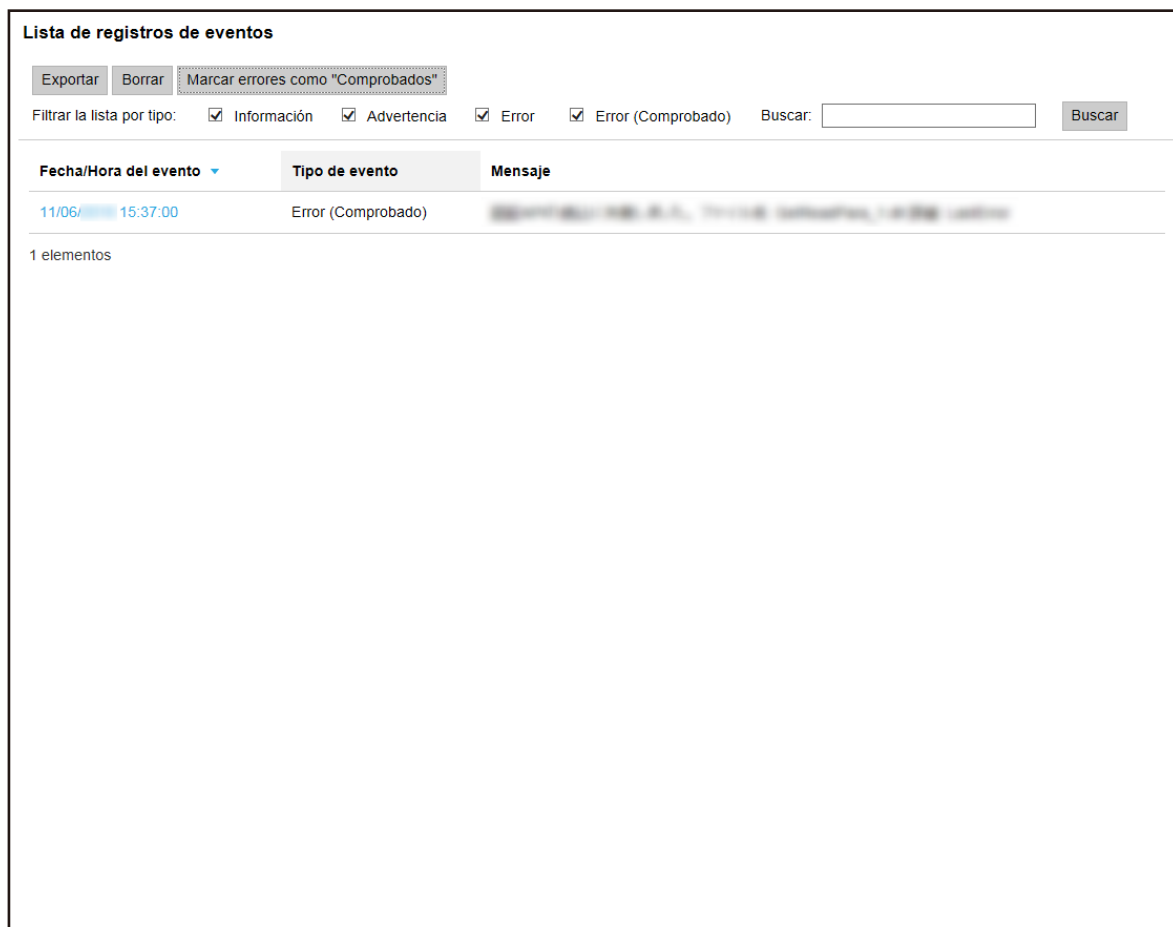 Lista de registros de eventos
Exportar Borrar Marcar errores como "Comprobados"
Filtrar la lista por tipo: Información Advertencia Error Error (Comprobado) Buscar: Buscar
Fecha/Hora del evento Tipo de evento Mensaje
11/06/ 15:37:00 Error (Comprobado)
1 elementos